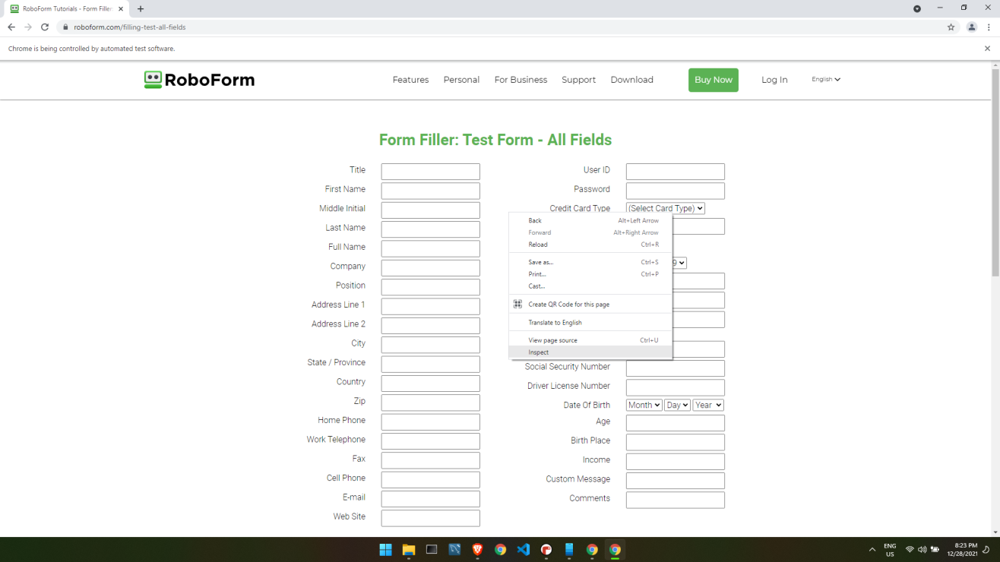 RoboForm Tutorials - Form Filler:
roboform.com/filling-test-all-fields
Chrome is being controlled by automated test software.
RoboForm
Features
Personal
For Business
Support
Download
Buy Now
Log In
English
Form Filler: Test Form - All Fields
Title
First Name
Middle Initial
Last Name
Full Name
Company
Position
Address Line 1
Address Line 2
City
State / Province
Country
Zip
Home Phone
Work Telephone
Fax
Cell Phone
E-mail
Web Site
User ID
Password
Credit Card Type (Select Card Type)
Back Alt+Left Arrow
Forward Alt+Right Arrow
Reload Ctrl+R
Save as... Ctrl+S
Print... Ctrl+P
Cast...
Create QR Code for this page
Translate to English
View page source Ctrl+U
Inspect
Social Security Number
Driver License Number
Date Of Birth Month Day Year
Age
Birth Place
Income
Custom Message
Comments
ENG
US
8:23 PM
12/28/2021